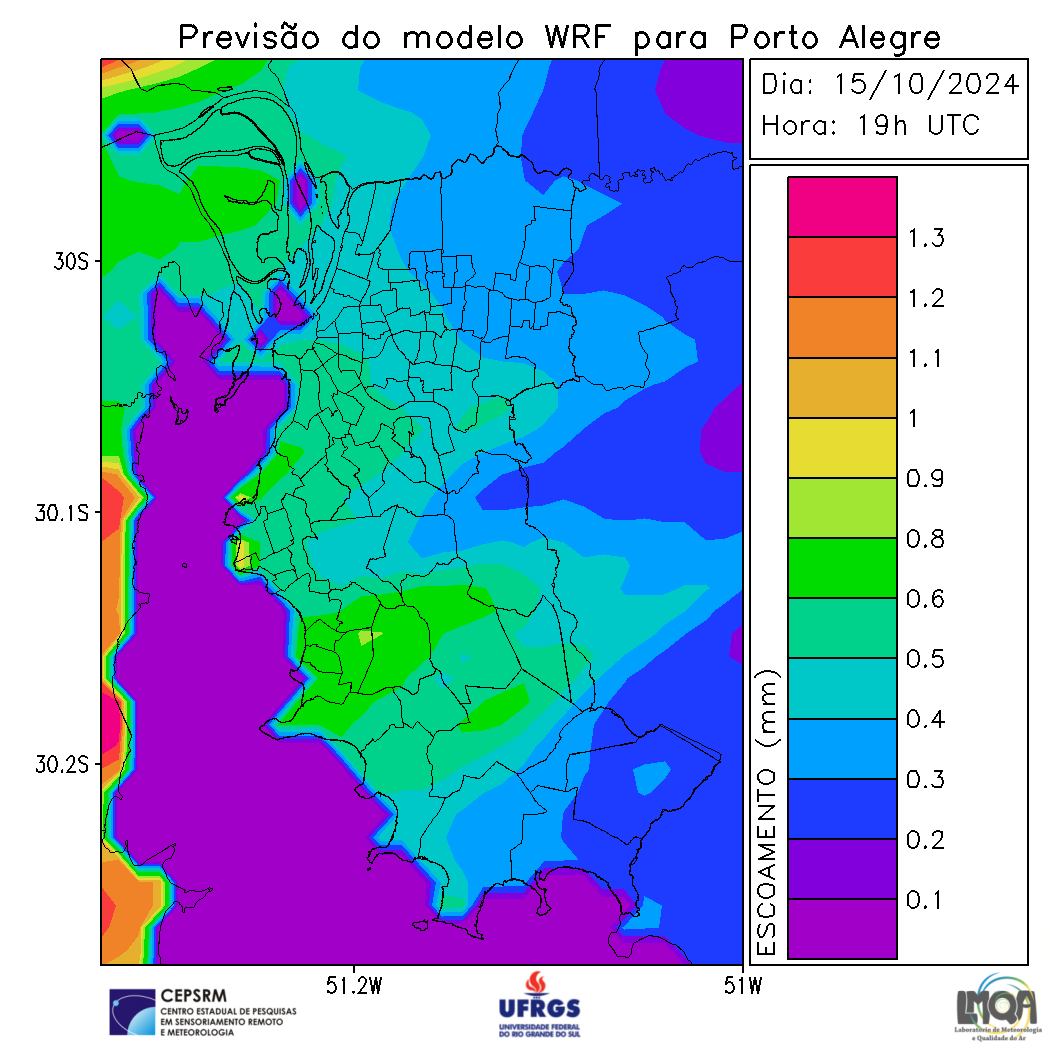 Previsão do modelo WRF para Porto Alegre
Dia: 15/10/2024
Hora: 19h UTC
30S
30.1S
30.2S
51.2W
51W
ESCOAMENTO (mm)
1.3
1.2
1.1
1
0.9
0.8
0.6
0.5
0.4
0.3
0.2
0.1
CEPSRM
CENTRO ESTADUAL DE PESQUISAS
EM SENSORIAMENTO REMOTO
E METEOROLOGIA
UFRGS
UNIVERSIDADE FEDERAL
DO RIO GRANDE DO SUL
LMQA
Laboratório de Meteorologia
e Qualidade do Ar